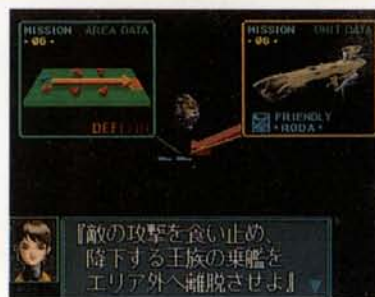 MISSION AREA DATA
・06・
DEFEND
MISSION UNIT DATA
・06・
FRIENDLY
・RODA・
『敵の攻撃を食い止め、
降下する王族の乗艦を
エリア外へ離脱させよ』